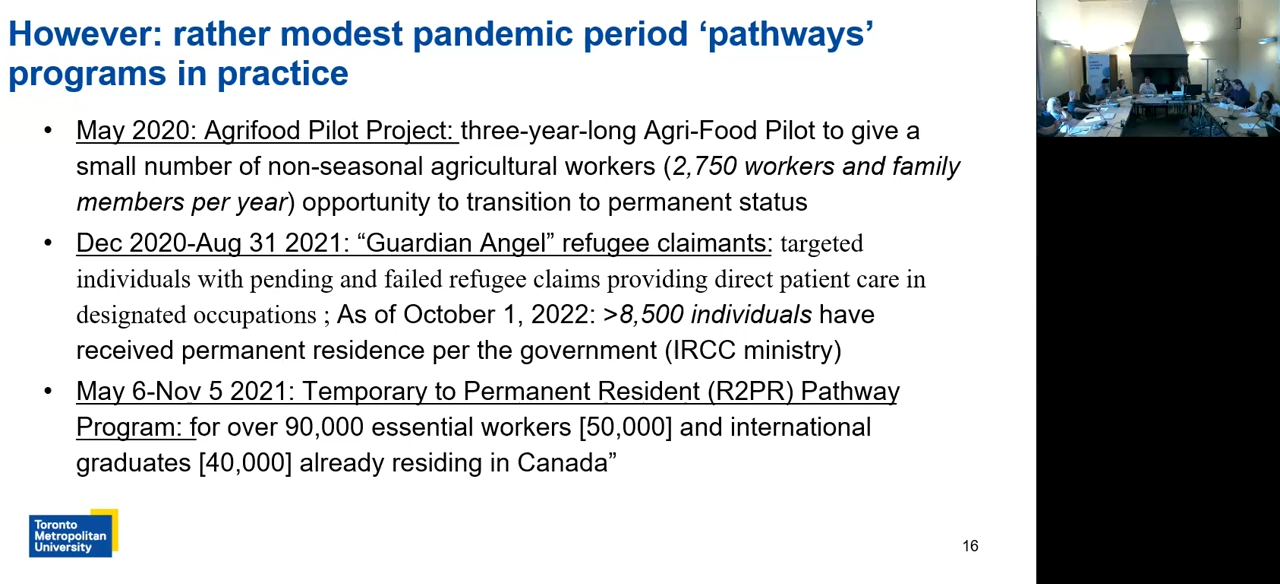 However: rather modest pandemic period ‘pathways’
programs in practice
• May 2020: Agrifood Pilot Project: three-year-long Agri-Food Pilot to give a
small number of non-seasonal agricultural workers (2,750 workers and family
members per year) opportunity to transition to permanent status
• Dec 2020-Aug 31 2021: “Guardian Angel” refugee claimants: targeted
individuals with pending and failed refugee claims providing direct patient care in
designated occupations ; As of October 1, 2022: >8,500 individuals have
received permanent residence per the government (IRCC ministry)
• May 6-Nov 5 2021: Temporary to Permanent Resident (R2PR) Pathway
Program: for over 90,000 essential workers [50,000] and international
graduates [40,000] already residing in Canada”
Toronto
Metropolitan
University
16